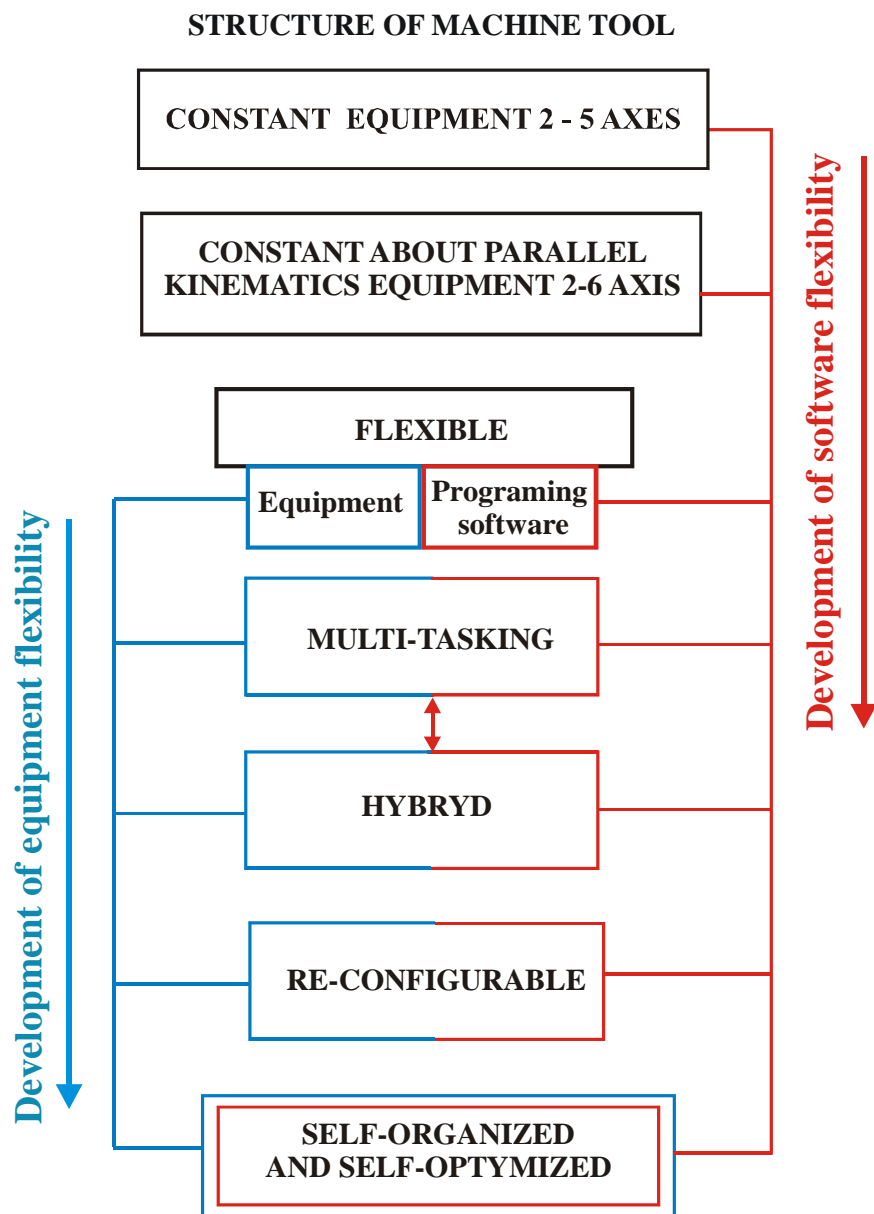 STRUCTURE OF MACHINE TOOL
CONSTANT EQUIPMENT 2 - 5 AXES
CONSTANT ABOUT PARALLEL
KINEMATICS EQUIPMENT 2-6 AXIS
FLEXIBLE
Equipment
Programing
software
MULTI-TASKING
HYBRYD
RE-CONFIGURABLE
SELF-ORGANIZED
AND SELF-OPTYMIZED
Development of equipment flexibility
Development of software flexibility